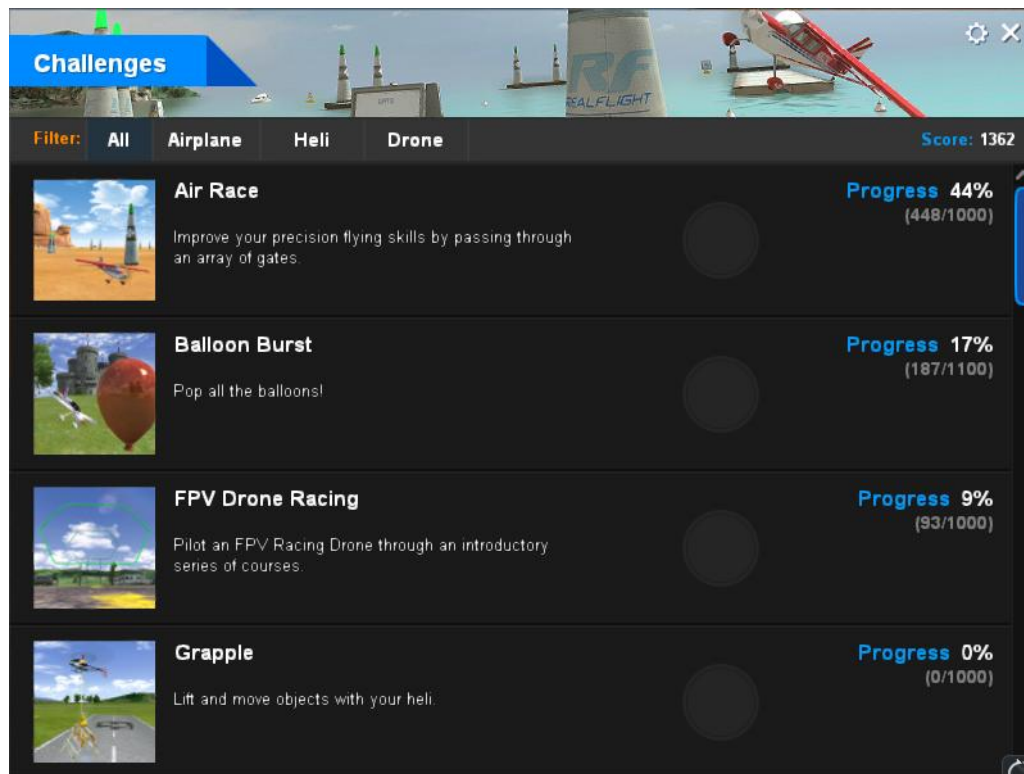 Challenges
RF
REALFLIGHT
Filter: All Airplane Heli Drone Score: 1362
Air Race
Progress 44%
(448/1000)
Improve your precision flying skills by passing through
an array of gates.
Balloon Burst
Progress 17%
(187/1100)
Pop all the balloons!
FPV Drone Racing
Progress 9%
(93/1000)
Pilot an FPV Racing Drone through an introductory
series of courses.
Grapple
Progress 0%
(0/1000)
Lift and move objects with your heli.